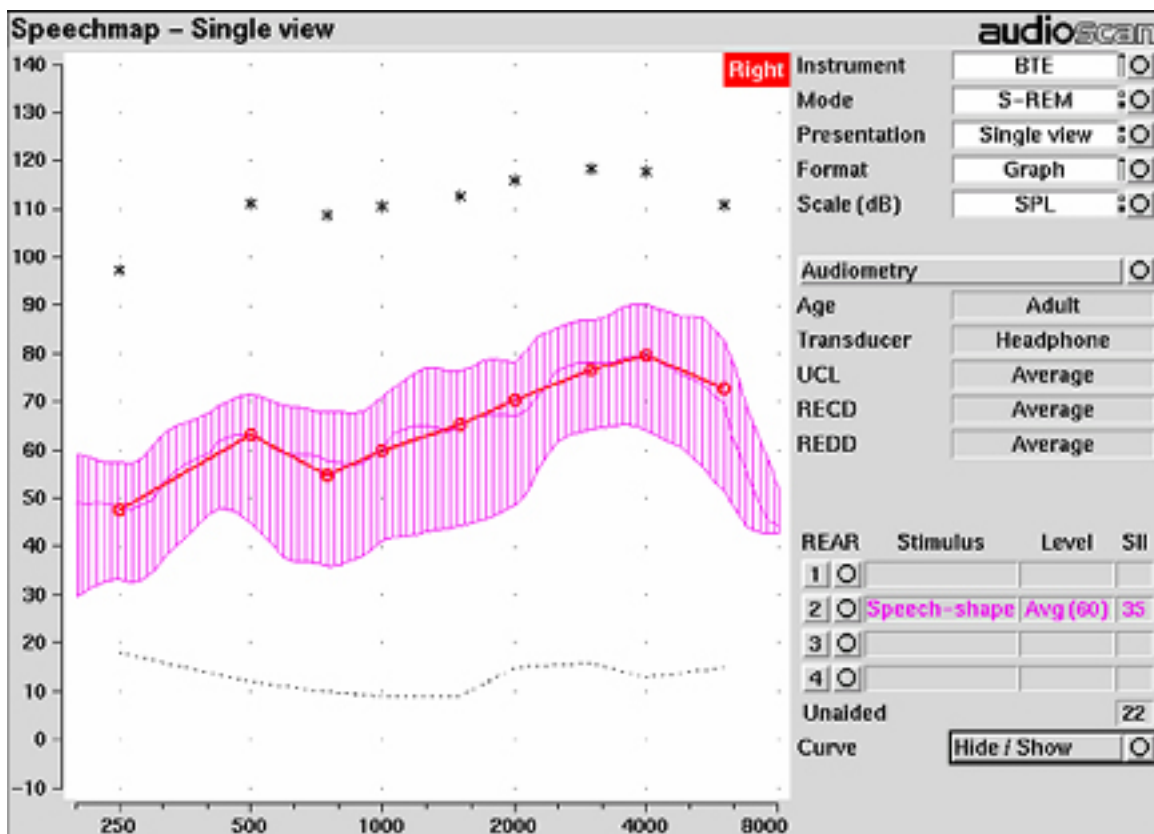 Speechmap - Single view
audioscan
140
130
120
110
100
90
80
70
60
50
40
30
20
10
0
-10
250 500 1000 2000 4000 8000
Right
Instrument BTE
Mode S-REM
Presentation Single view
Format Graph
Scale (dB) SPL
Audiometry
Age Adult
Transducer Headphone
UCL Average
RECD Average
REDD Average
REAR Stimulus Level SII
1
2 Speech-shape Avg (60) 35
3
4
Unaided 22
Curve Hide / Show